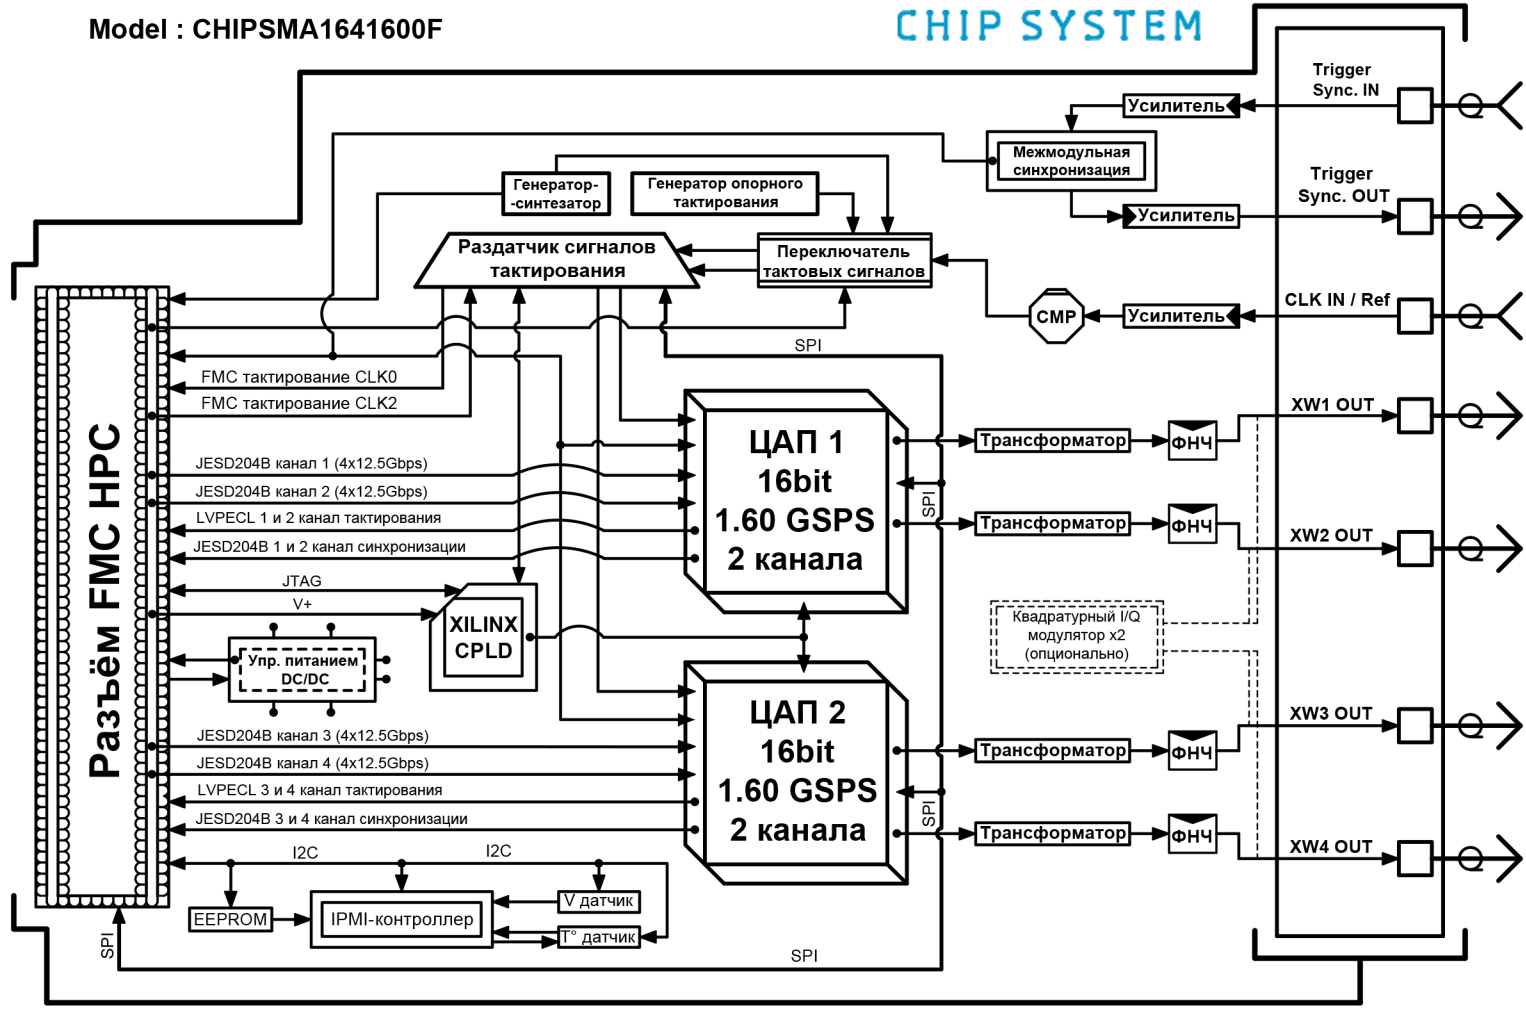 Model : CHIPSMA1641600F
CHIP SYSTEM
Trigger
Sync. IN
Усилитель
Межмодульная
синхронизация
Trigger
Sync. OUT
Усилитель
Генератор-
-синтезатор
Генератор опорного
тактирования
Раздатчик сигналов
тактирования
Переключатель
тактовых сигналов
CLK IN / Ref
Усилитель
CMP
SPI
FMC тактирование CLK0
FMC тактирование CLK2
Разъём FMC HPC
JESD204B канал 1 (4x12.5Gbps)
JESD204B канал 2 (4x12.5Gbps)
LVPECL 1 и 2 канал тактирования
JESD204B 1 и 2 канал синхронизации
JTAG
V+
XILINX
CPLD
Упр. питанием
DC/DC
ЦАП 1
16bit
1.60 GSPS
2 канала
SPI
Трансформатор
ФНЧ
XW1 OUT
Трансформатор
ФНЧ
XW2 OUT
Квадратурный I/Q
модулятор x2
(опционально)
JESD204B канал 3 (4x12.5Gbps)
JESD204B канал 4 (4x12.5Gbps)
LVPECL 3 и 4 канал тактирования
JESD204B 3 и 4 канал синхронизации
ЦАП 2
16bit
1.60 GSPS
2 канала
SPI
Трансформатор
ФНЧ
XW3 OUT
Трансформатор
ФНЧ
XW4 OUT
I2C
I2C
EEPROM
IPMI-контроллер
V датчик
T° датчик
SPI
SPI